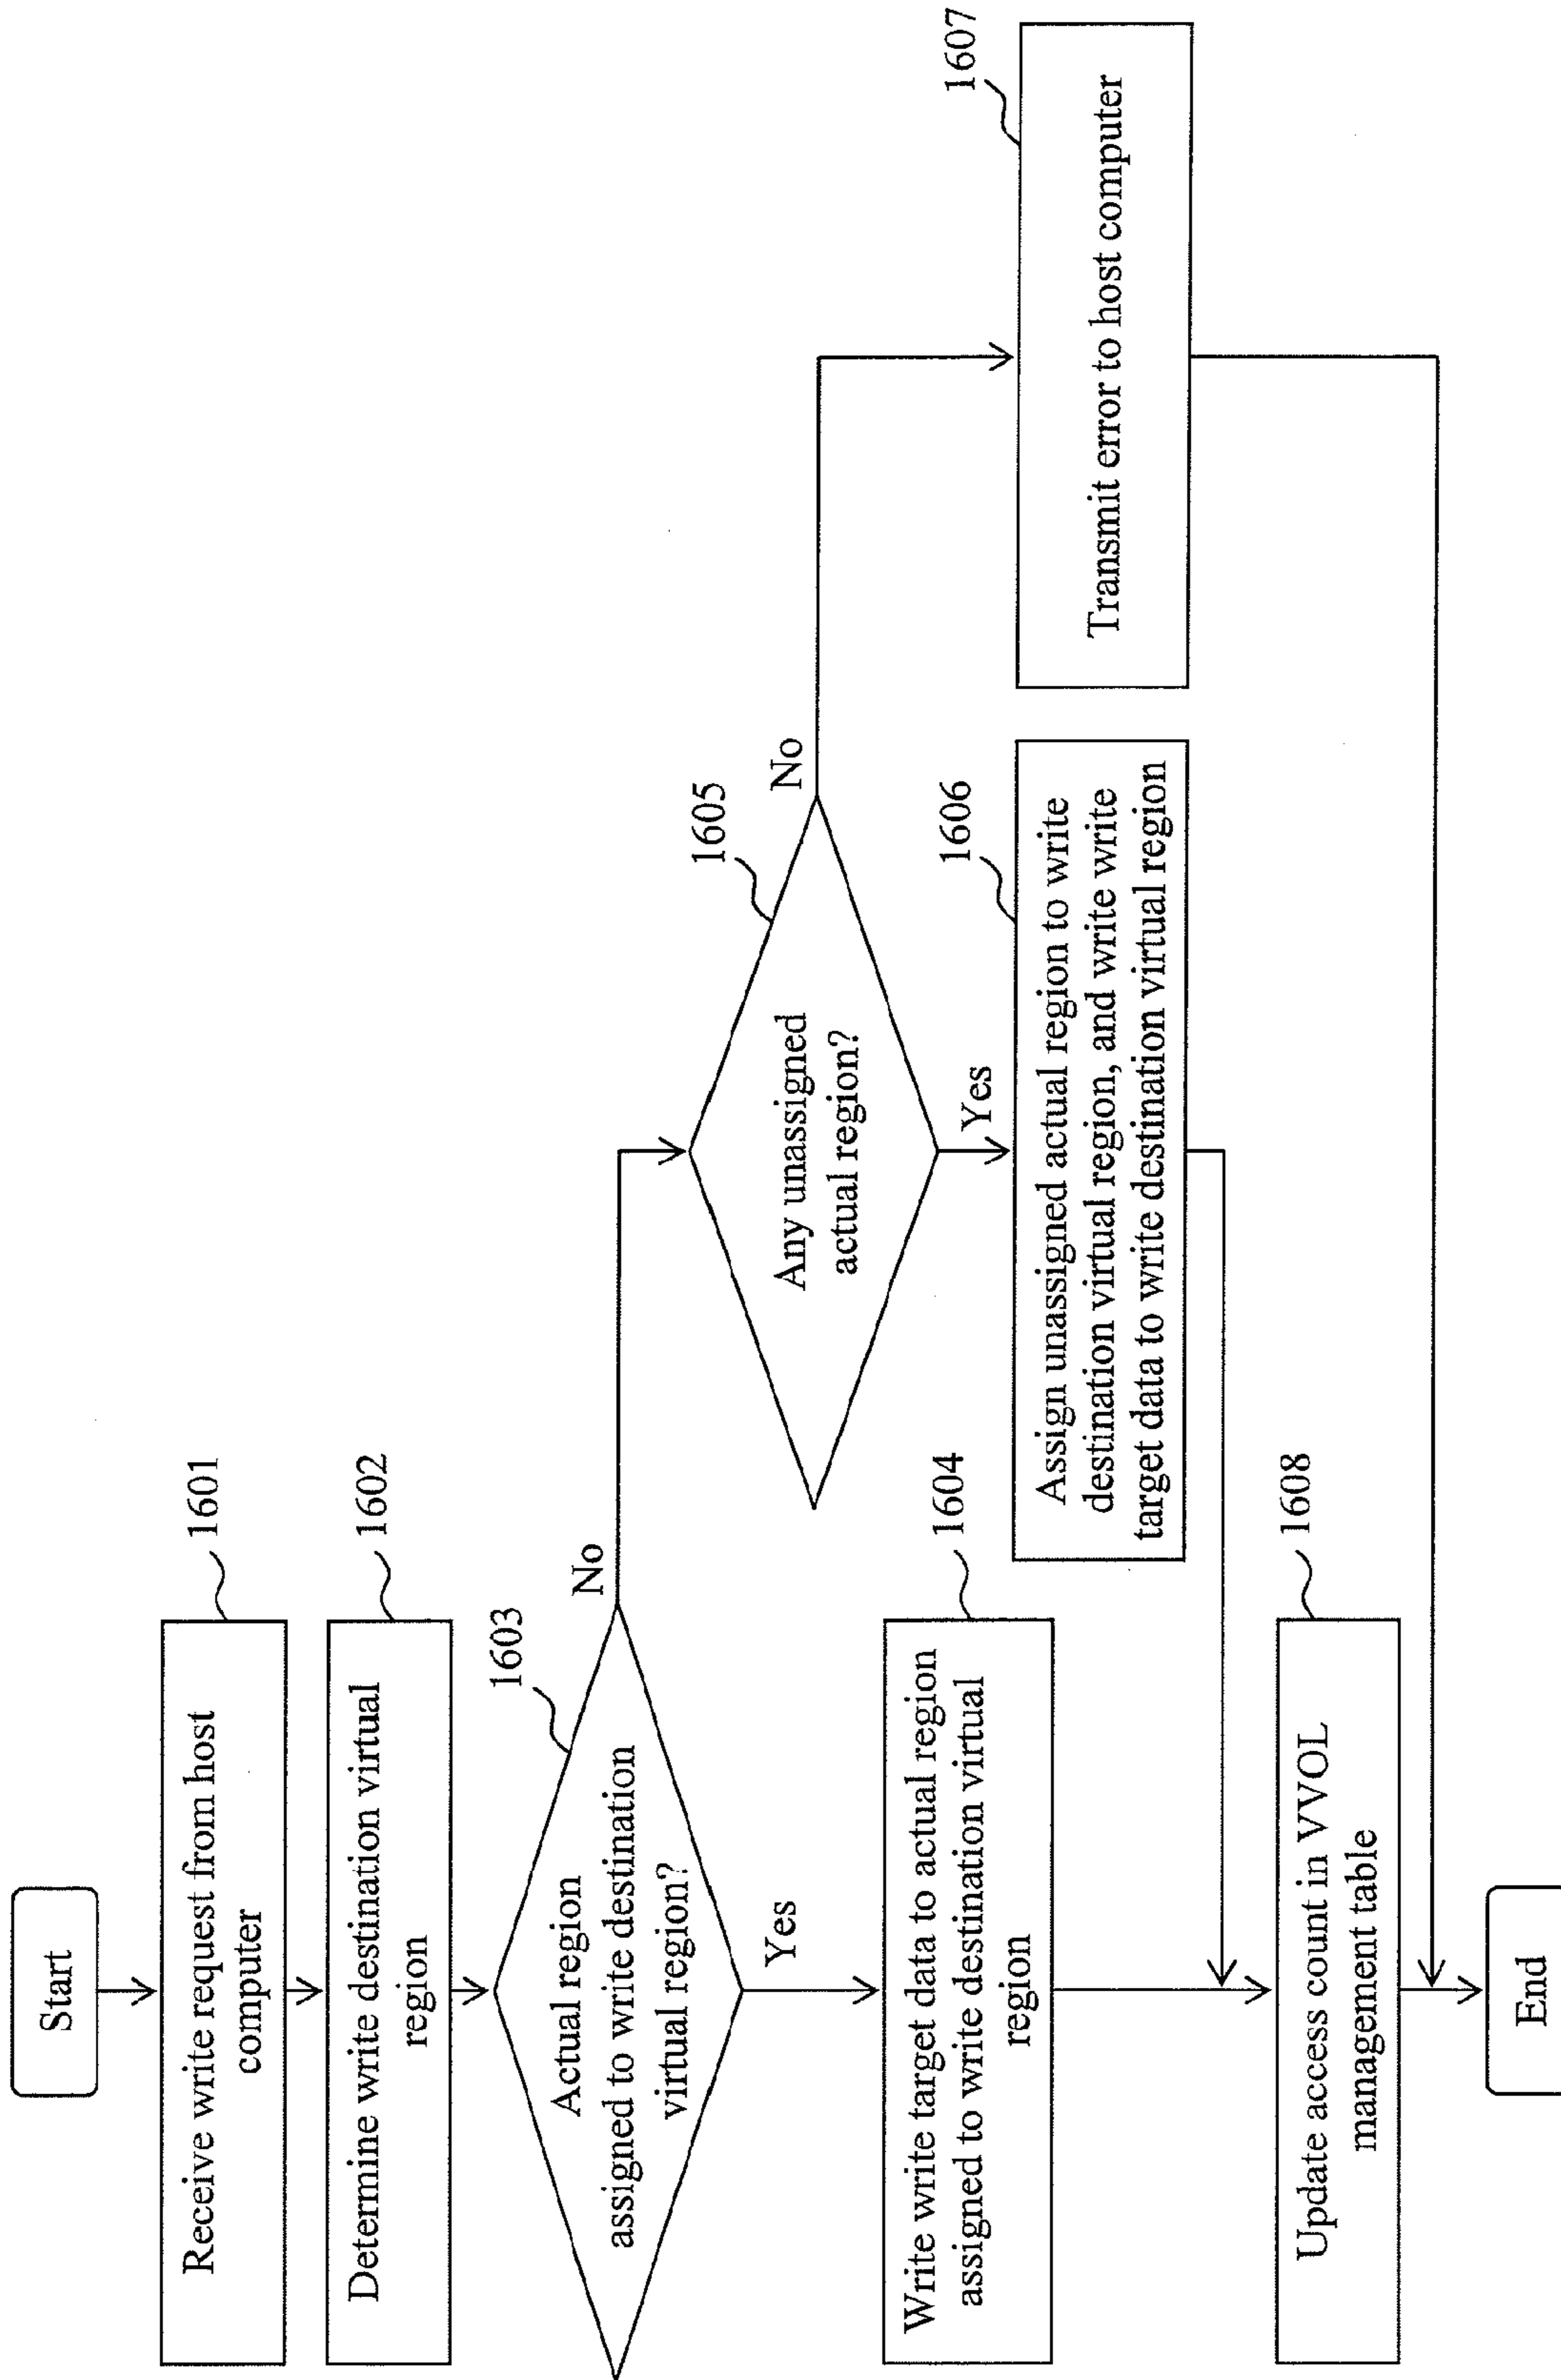 Start
Receive write request from host
computer
1601
Determine write destination virtual
region
1602
Actual region
assigned to write destination
virtual region?
1603
No
Yes
Write write target data to actual region
assigned to write destination virtual
region
1604
Any unassigned
actual region?
1605
No
Yes
Assign unassigned actual region to write
destination virtual region, and write write
target data to write destination virtual region
1606
Transmit error to host computer
1607
Update access count in VVOL
management table
1608
End